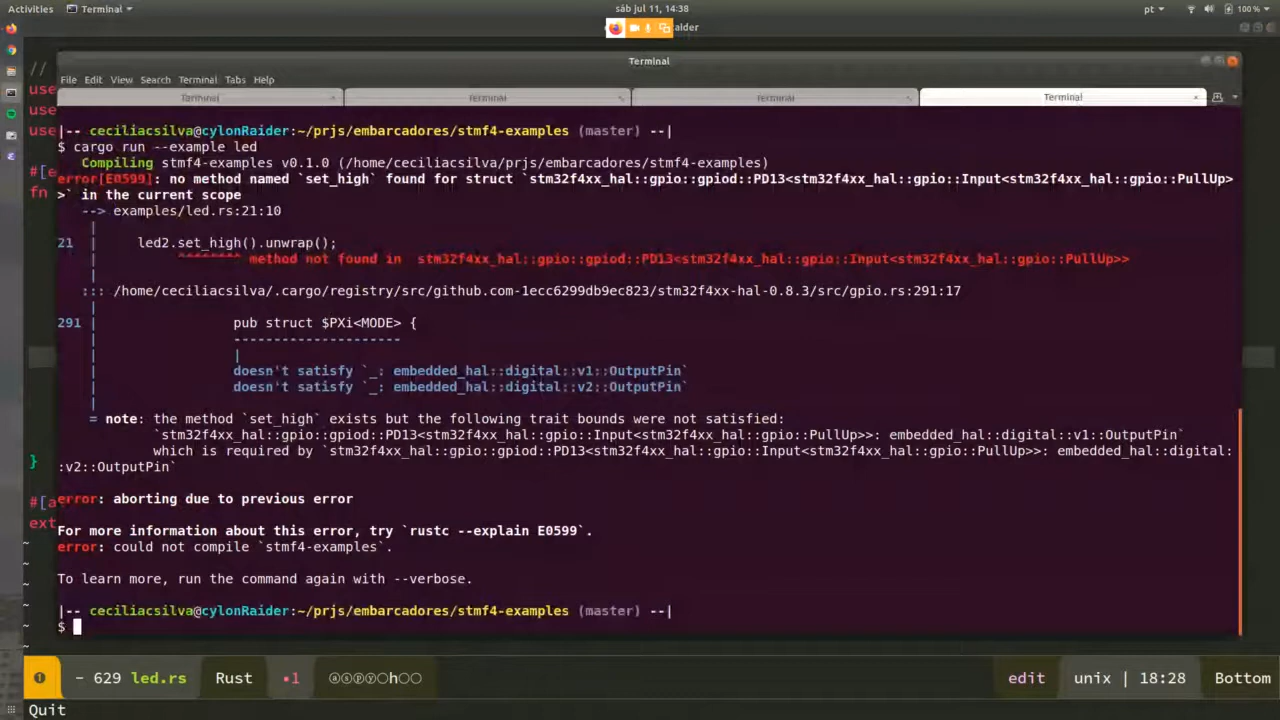 Activities Terminal sáb jul 11, 14:38 pt 100 %
alder
Terminal
File Edit View Search Terminal Tabs Help
Terminal × Terminal × Terminal × Terminal ×
//
use
use
use
|-- ceciliacsilva@cylonRaider:~/prjs/embarcadores/stmf4-examples (master) --|
$ cargo run --example led
Compiling stmf4-examples v0.1.0 (/home/ceciliacsilva/prjs/embarcadores/stmf4-examples)
#[e
error[E0599]: no method named `set_high` found for struct `stm32f4xx_hal::gpio::gpiod::PD13<stm32f4xx_hal::gpio::Input<stm32f4xx_hal::gpio::PullUp>
fn
>` in the current scope
--> examples/led.rs:21:10
|
21 | led2.set_high().unwrap();
| ^^^^^^^^ method not found in `stm32f4xx_hal::gpio::gpiod::PD13<stm32f4xx_hal::gpio::Input<stm32f4xx_hal::gpio::PullUp>>`
|
::: /home/ceciliacsilva/.cargo/registry/src/github.com-1ecc6299db9ec823/stm32f4xx-hal-0.8.3/src/gpio.rs:291:17
|
291 | pub struct $PXi<MODE> {
| ---------------------
| |
| doesn't satisfy `_: embedded_hal::digital::v1::OutputPin`
| doesn't satisfy `_: embedded_hal::digital::v2::OutputPin`
|
= note: the method `set_high` exists but the following trait bounds were not satisfied:
`stm32f4xx_hal::gpio::gpiod::PD13<stm32f4xx_hal::gpio::Input<stm32f4xx_hal::gpio::PullUp>>: embedded_hal::digital::v1::OutputPin`
which is required by `stm32f4xx_hal::gpio::gpiod::PD13<stm32f4xx_hal::gpio::Input<stm32f4xx_hal::gpio::PullUp>>: embedded_hal::digital:
}
:v2::OutputPin`
#[a
error: aborting due to previous error
ext
For more information about this error, try `rustc --explain E0599`.
error: could not compile `stmf4-examples`.
To learn more, run the command again with --verbose.
|-- ceciliacsilva@cylonRaider:~/prjs/embarcadores/stmf4-examples (master) --|
$
- 629 led.rs Rust •1 ⓐⓢⓟⓨ○h○○ edit unix | 18:28 Bottom
Quit